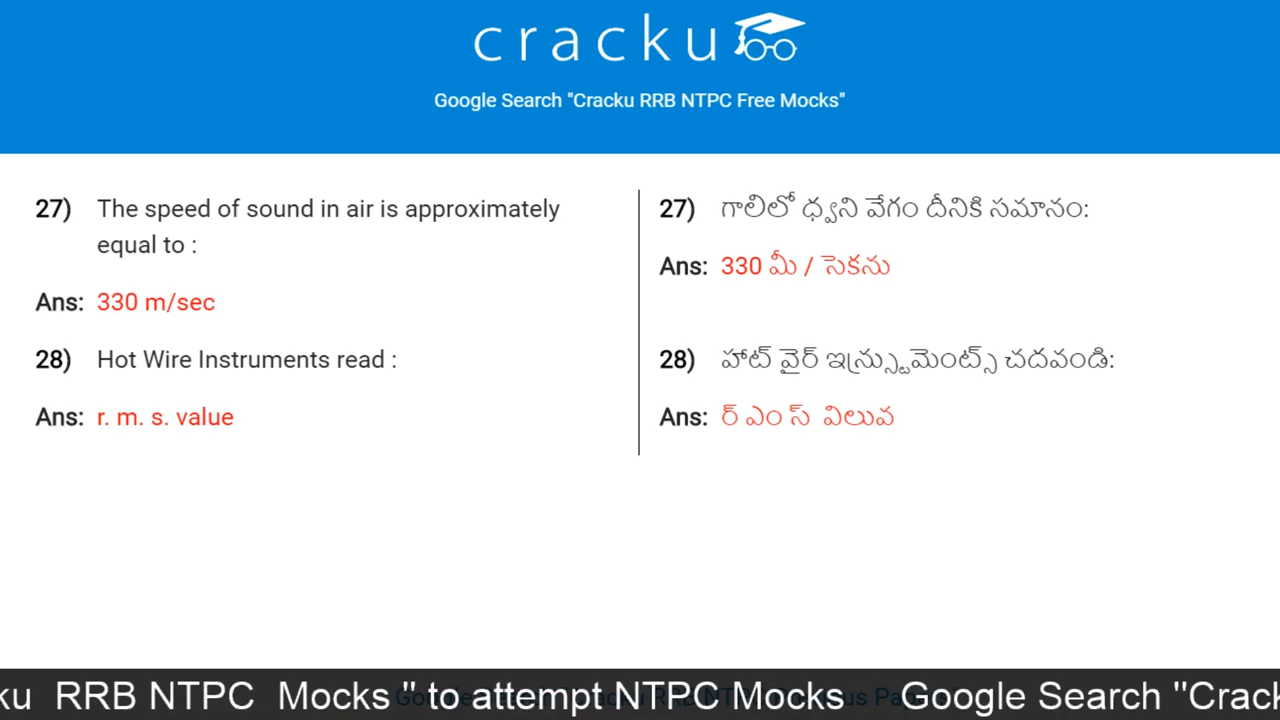 cracku
Google Search "Cracku RRB NTPC Free Mocks"
27) The speed of sound in air is approximately
equal to :
Ans: 330 m/sec
28) Hot Wire Instruments read :
Ans: r. m. s. value
27) గాలిలో ధ్వని వేగం దీనికి సమానం:
Ans: 330 మీ / సెకను
28) హాట్ వైర్ ఇన్స్ట్రుమెంట్స్ చదవండి:
Ans: ర్ ఎం స్ విలువ
ku RRB NTPC Mocks " to attempt NTPC Mocks Google Search "Crack